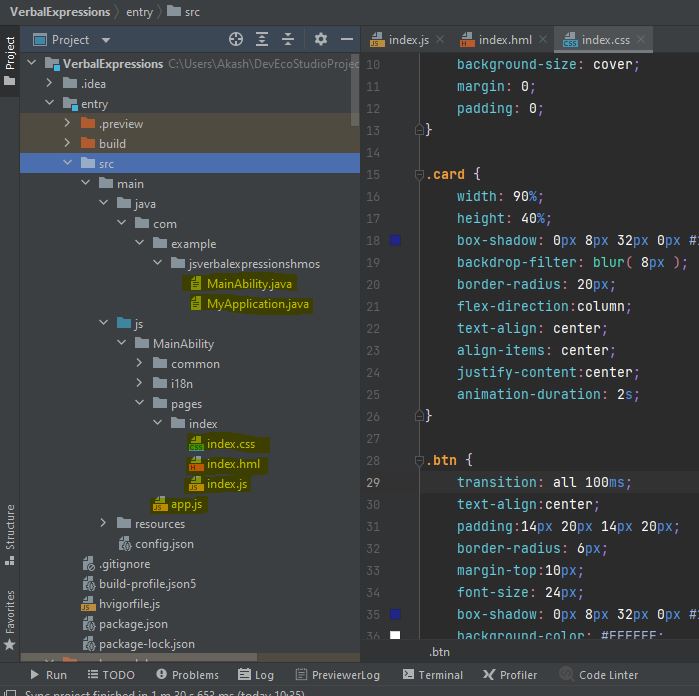 VerbalExpressions entry src
Project
Project
index.js index.hml index.css
VerbalExpressions C:\Users\Akash\DevEcoStudioProjec
.idea
entry
.preview
build
src
main
java
com
example
jsverbalexpressionshmos
MainAbility.java
MyApplication.java
js
MainAbility
common
i18n
pages
index
index.css
index.hml
index.js
app.js
resources
config.json
.gitignore
build-profile.json5
hvigorfile.js
package.json
package-lock.json
Structure
Favorites
10 background-size: cover;
11 margin: 0;
12 padding: 0;
13 }
14
15 .card {
16 width: 90%;
17 height: 40%;
18 box-shadow: 0px 8px 32px 0px #
19 backdrop-filter: blur( 8px );
20 border-radius: 20px;
21 flex-direction:column;
22 text-align: center;
23 align-items: center;
24 justify-content:center;
25 animation-duration: 2s;
26 }
27
28 .btn {
29 transition: all 100ms;
30 text-align:center;
31 padding:14px 20px 14px 20px;
32 border-radius: 6px;
33 margin-top:10px;
34 font-size: 24px;
35 box-shadow: 0px 8px 32px 0px #
36 background-color: #FFFFFF;
.btn
Run TODO Problems Log PreviewerLog Terminal Profiler Code Linter
Sync project finished in 1 m 30 s 653 ms (today 10:35)